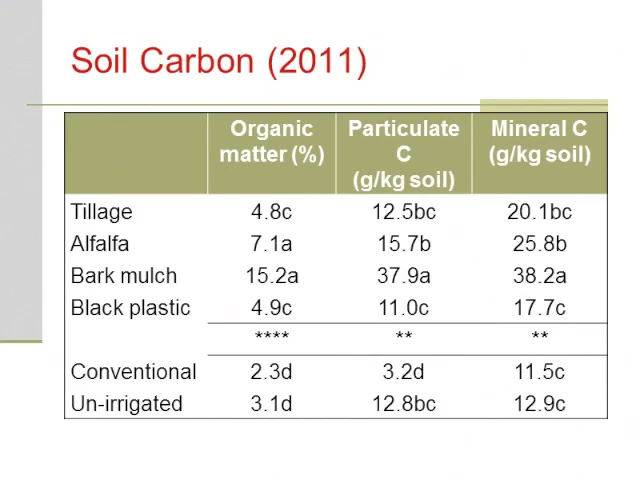 Soil Carbon (2011)
Organic matter (%) Particulate C (g/kg soil) Mineral C (g/kg soil)
Tillage 4.8c 12.5bc 20.1bc
Alfalfa 7.1a 15.7b 25.8b
Bark mulch 15.2a 37.9a 38.2a
Black plastic 4.9c 11.0c 17.7c
**** ** **
Conventional 2.3d 3.2d 11.5c
Un-irrigated 3.1d 12.8bc 12.9c